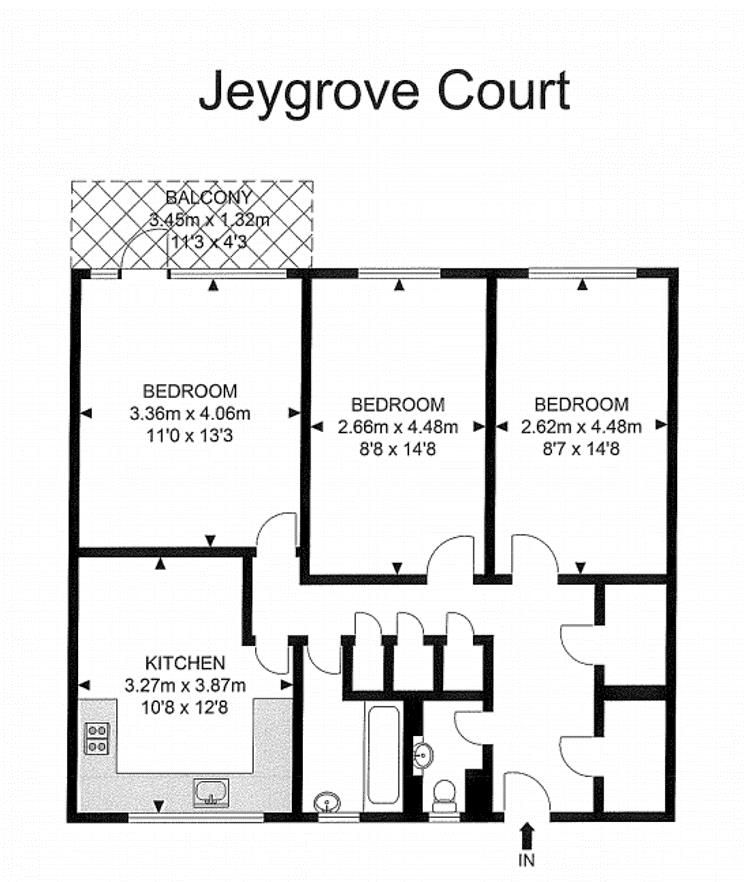 Jeygrove Court
BALCONY
3.45m x 1.32m
11'3 x 4'3
BEDROOM
3.36m x 4.06m
11'0 x 13'3
BEDROOM
2.66m x 4.48m
8'8 x 14'8
BEDROOM
2.62m x 4.48m
8'7 x 14'8
KITCHEN
3.27m x 3.87m
10'8 x 12'8
IN